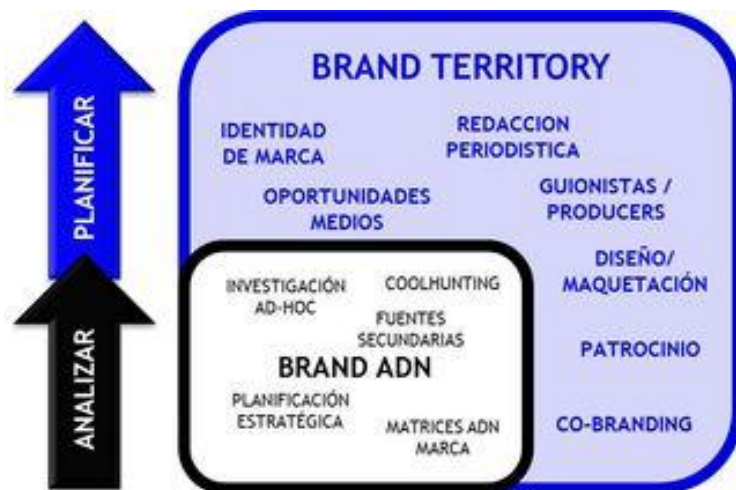 PLANIFICAR
ANALIZAR
BRAND TERRITORY
IDENTIDAD
DE MARCA
REDACCION
PERIODISTICA
OPORTUNIDADES
MEDIOS
GUIONISTAS /
PRODUCERS
DISEÑO/
MAQUETACIÓN
PATROCINIO
CO-BRANDING
INVESTIGACIÓN
AD-HOC
COOLHUNTING
FUENTES
SECUNDARIAS
BRAND ADN
PLANIFICACIÓN
ESTRATÉGICA
MATRICES ADN
MARCA